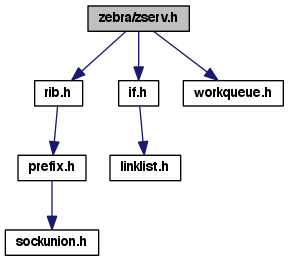 zebra/zserv.h
rib.h
if.h
workqueue.h
prefix.h
linklist.h
sockunion.h